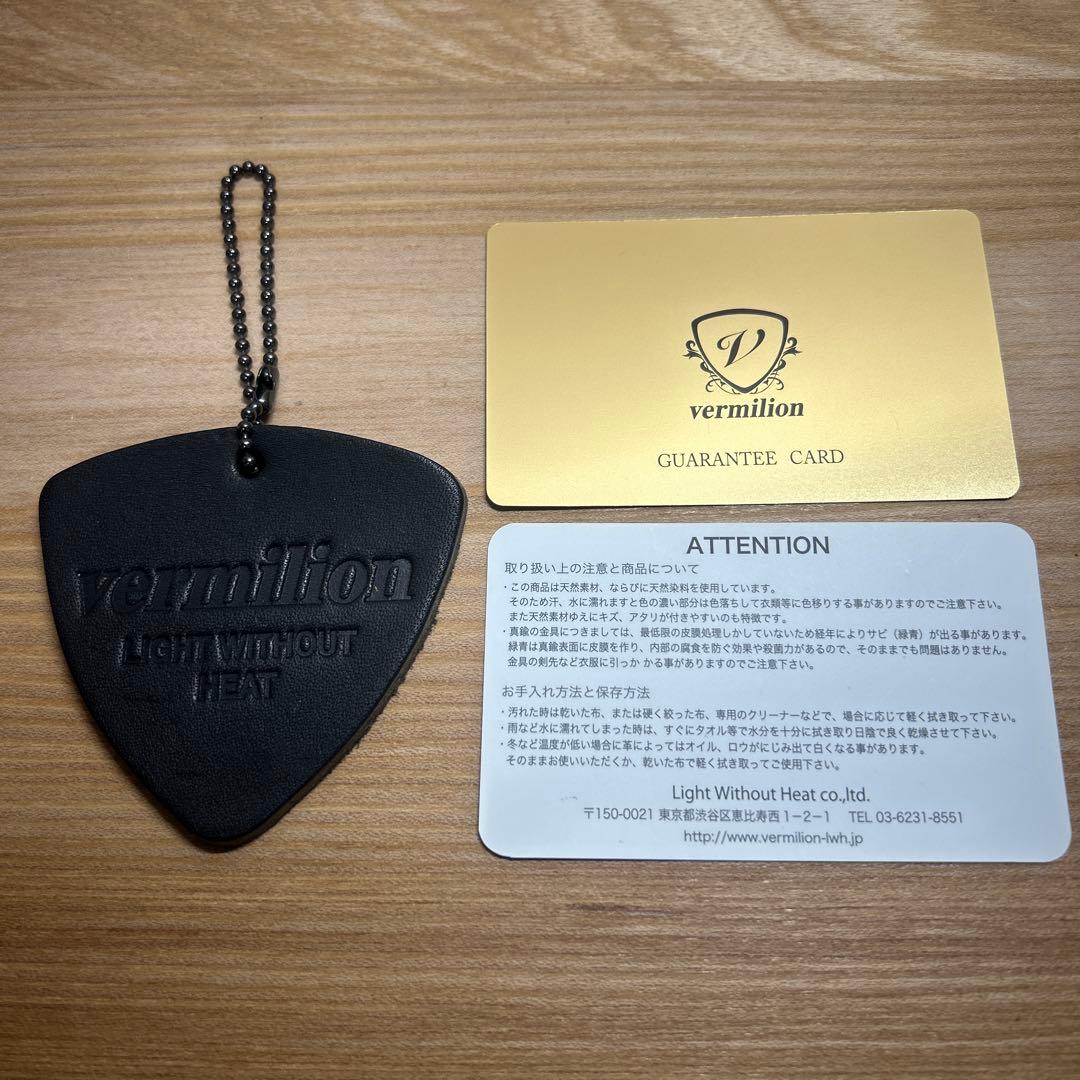 vermilion
LIGHT WITHOUT
HEAT
V
vermilion
GUARANTEE CARD
ATTENTION
取り扱い上の注意と商品について
・この商品は天然素材、ならびに天然染料を使用しています。
そのため汗、水に濡れますと色の濃い部分は色落ちして衣類等に色移りする事がありますのでご注意下さい。
また天然素材ゆえにキズ、アタリが付きやすいのも特徴です。
・真鍮の金具につきましては、最低限の皮膜処理しかしていないため経年によりサビ（緑青）が出る事があります。
緑青は真鍮表面に皮膜を作り、内部の腐食を防ぐ効果や殺菌力があるので、そのままでも問題はありません。
金具の剣先など衣服に引っか かる事がありますのでご注意下さい。
お手入れ方法と保存方法
・汚れた時は乾いた布、または硬く絞った布、専用のクリーナーなどで、場合に応じて軽く拭き取って下さい。
・雨など水に濡れてしまった時は、すぐにタオル等で水分を十分に拭き取り日陰で良く乾燥させて下さい。
・冬など温度が低い場合に革によってはオイル、ロウがにじみ出て白くなる事があります。
そのままお使いいただくか、乾いた布で軽く拭き取ってご使用下さい。
Light Without Heat co.,ltd.
〒150-0021 東京都渋谷区恵比寿西 1－2－1 TEL 03-6231-8551
http://www.vermilion-lwh.jp